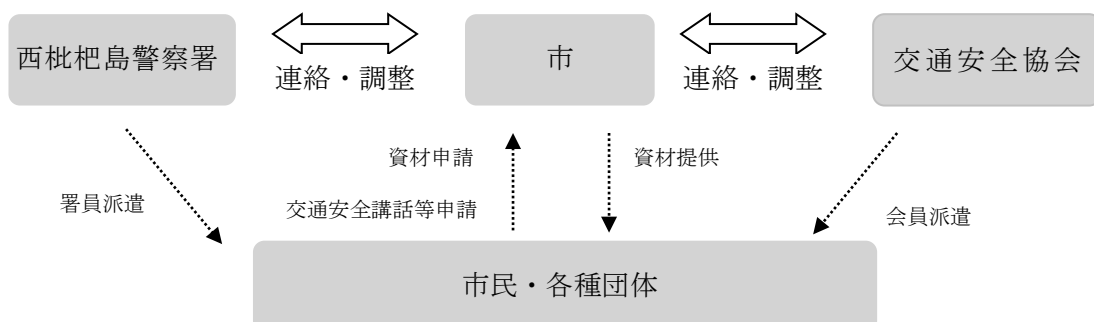 西枇杷島警察署
市
交通安全協会
連絡・調整
連絡・調整
資材申請
資材提供
署員派遣
交通安全講話等申請
会員派遣
市民・各種団体